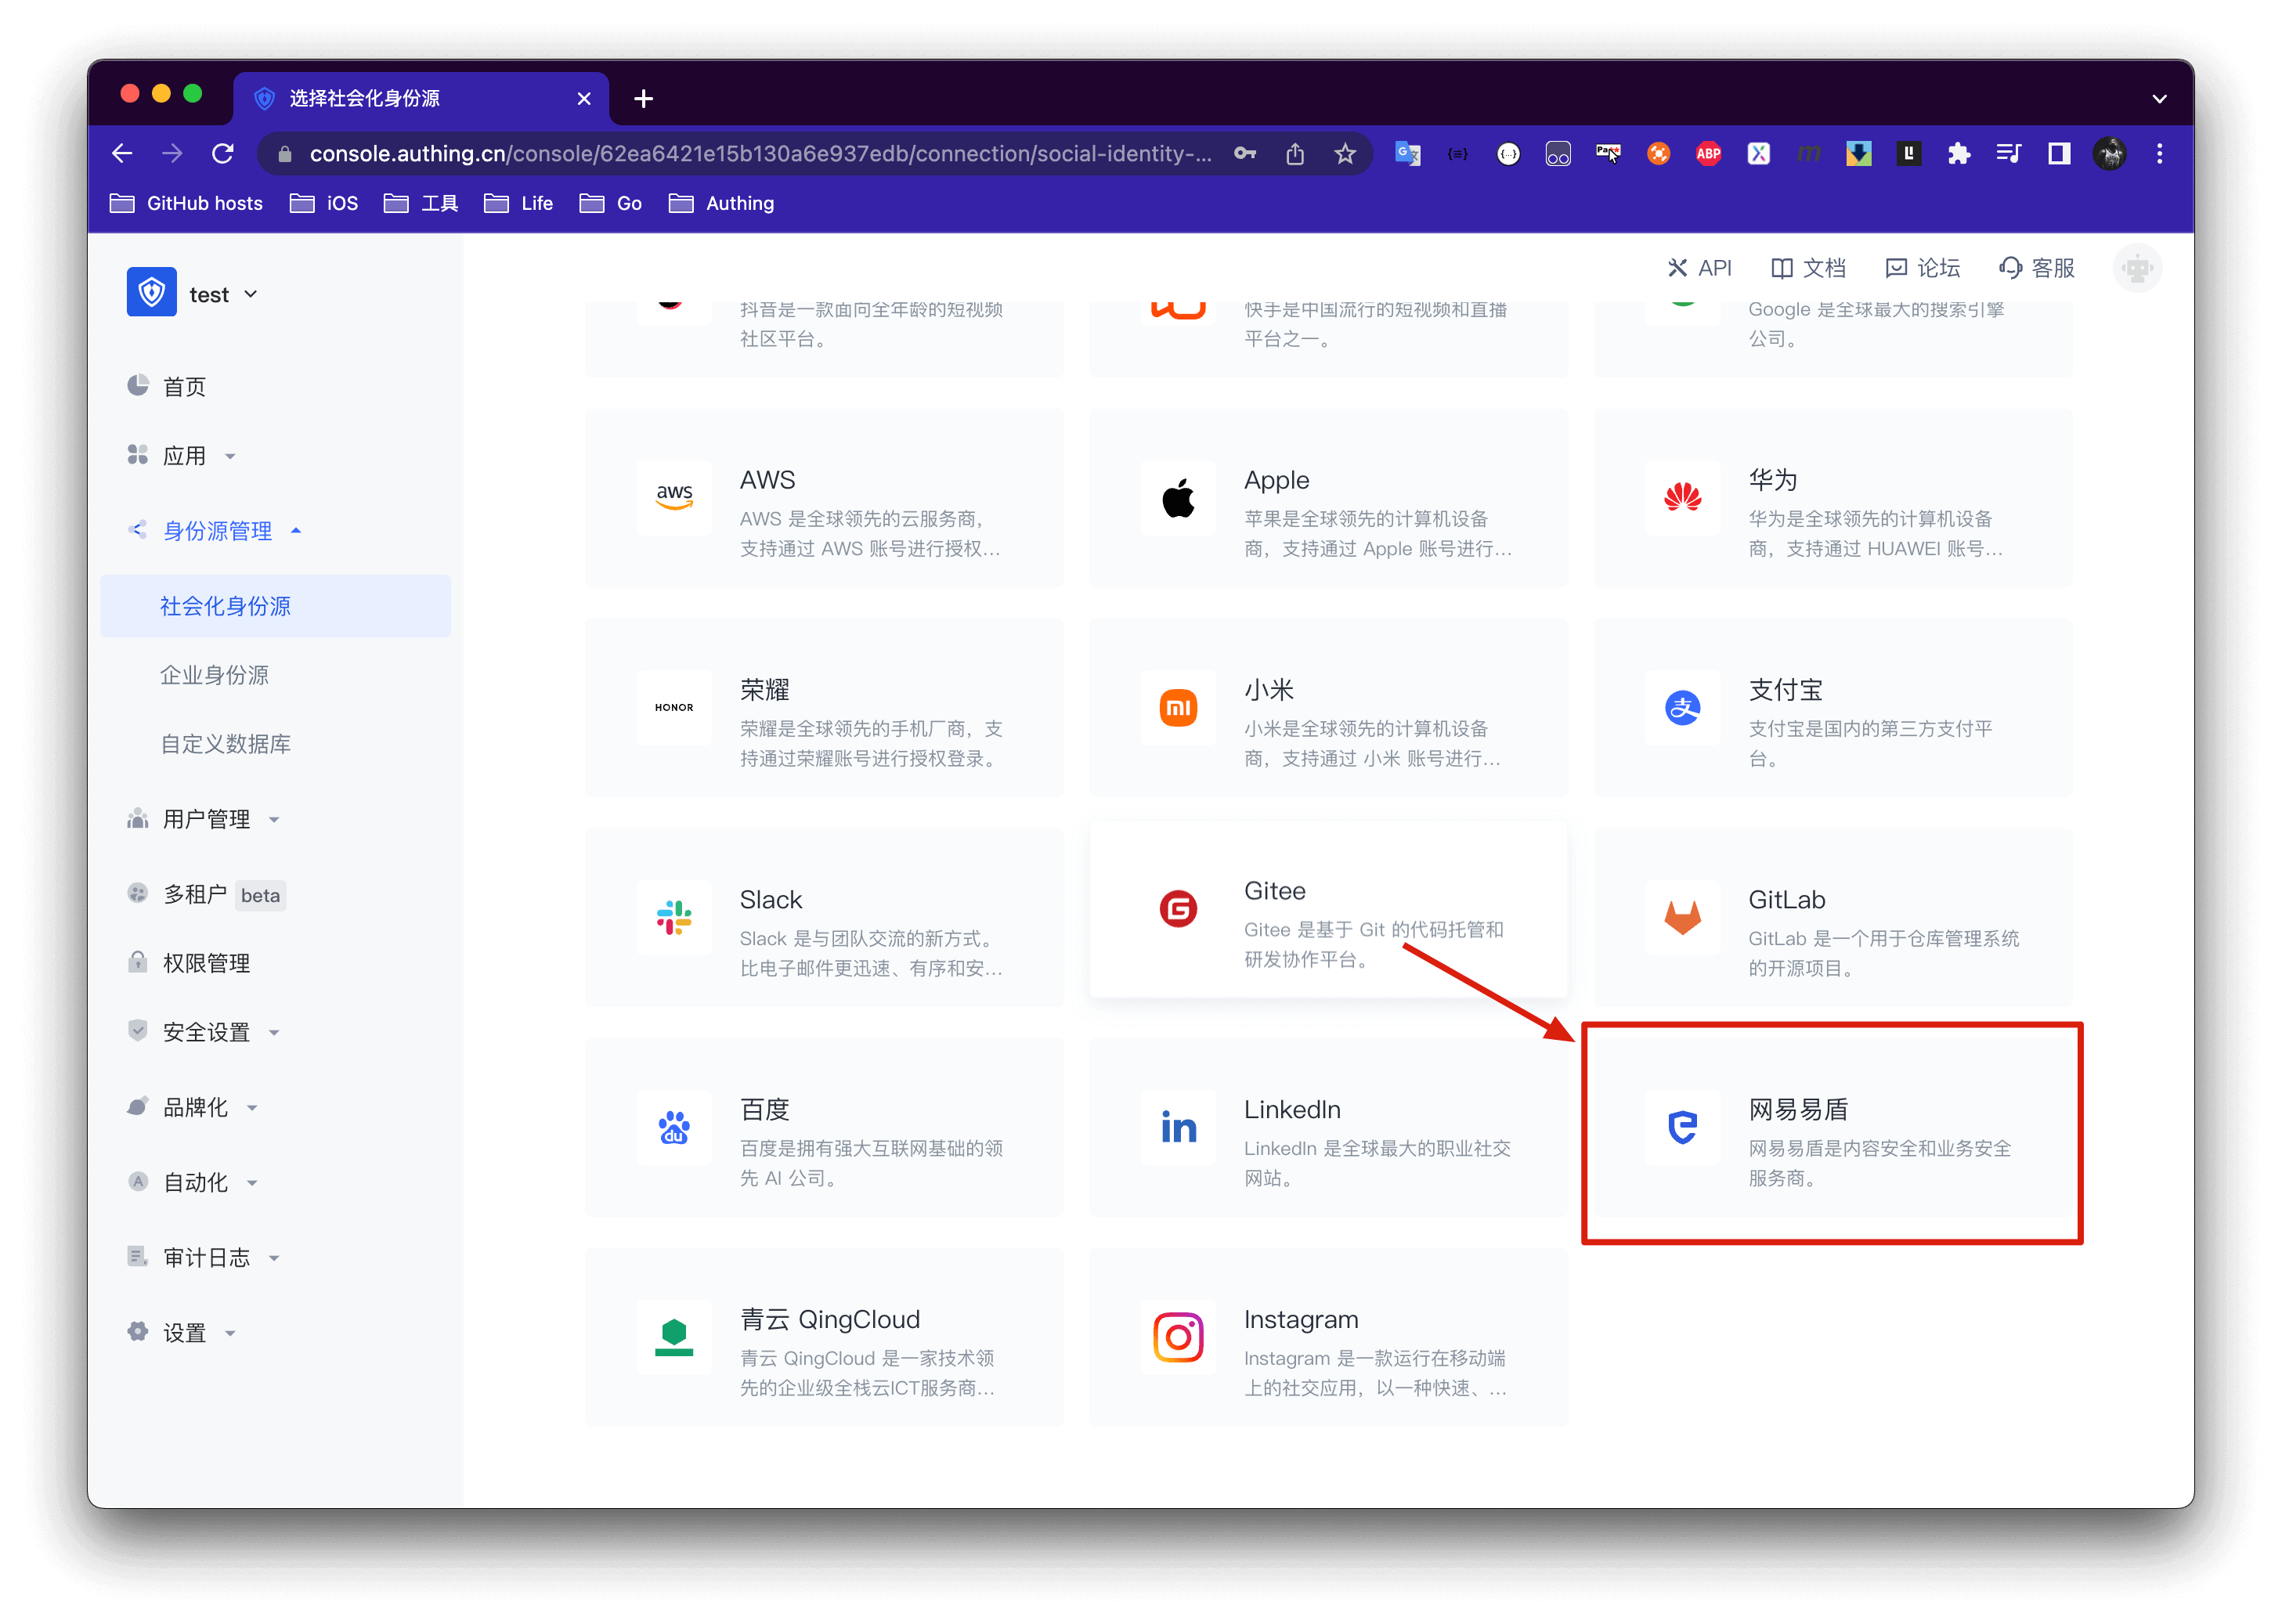 选择社会化身份源
console.authing.cn/console/62ea6421e15b130a6e937edb/connection/social-identity-...
ABP
GitHub hosts
iOS
工具
Life
Go
Authing
test
API
文档
论坛
客服
首页
应用
身份源管理
社会化身份源
企业身份源
自定义数据库
用户管理
多租户 beta
权限管理
安全设置
品牌化
自动化
审计日志
设置
抖音是一款面向全年龄的短视频
社区平台。
快手是中国流行的短视频和直播
平台之一。
Google 是全球最大的搜索引擎
公司。
aws
AWS
AWS 是全球领先的云服务商，
支持通过 AWS 账号进行授权...
Apple
苹果是全球领先的计算机设备
商，支持通过 Apple 账号进行...
华为
华为是全球领先的计算机设备
商，支持通过 HUAWEI 账号...
HONOR
荣耀
荣耀是全球领先的手机厂商，支
持通过荣耀账号进行授权登录。
小米
小米是全球领先的计算机设备
商，支持通过 小米 账号进行...
支
支付宝
支付宝是国内的第三方支付平
台。
Slack
Slack 是与团队交流的新方式。
比电子邮件更迅速、有序和安...
Gitee
Gitee 是基于 Git 的代码托管和
研发协作平台。
GitLab
GitLab 是一个用于仓库管理系统
的开源项目。
du
百度
百度是拥有强大互联网基础的领
先 AI 公司。
in
LinkedIn
LinkedIn 是全球最大的职业社交
网站。
网易易盾
网易易盾是内容安全和业务安全
服务商。
青云 QingCloud
青云 QingCloud 是一家技术领
先的企业级全栈云ICT服务商...
Instagram
Instagram 是一款运行在移动端
上的社交应用，以一种快速、...